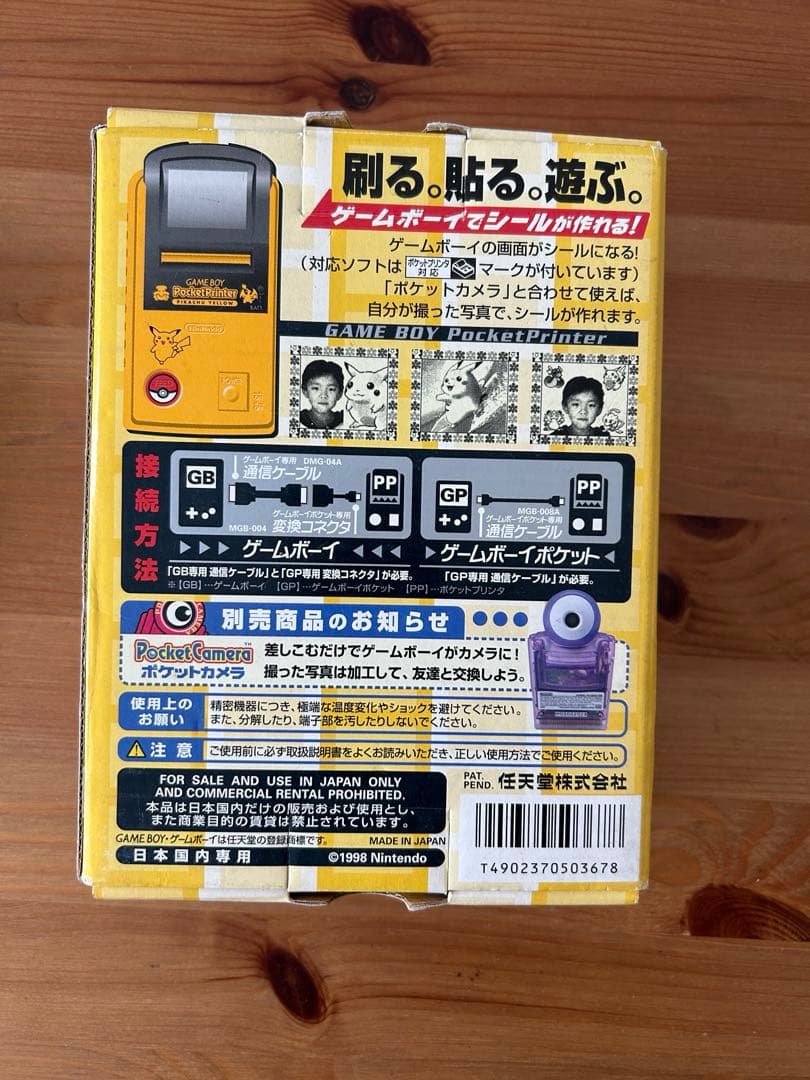 刷る。貼る。遊ぶ。
ゲームボーイでシールが作れる!
ゲームボーイの画面がシールになる!
(対応ソフトは ポケットプリンタ対応 マークが付いています)
「ポケットカメラ」と合わせて使えば、
自分が撮った写真で、シールが作れます。
GAME BOY PocketPrinter
GAME BOY
PocketPrinter
PIKACHU YELLOW
BATT.
Nintendo
FEED
POWER
接続方法
GB
ゲームボーイ専用 DMG-04A
通信ケーブル
PP
MGB-004
ゲームボーイポケット専用
変換コネクタ
ゲームボーイ
「GB専用 通信ケーブル」と「GP専用 変換コネクタ」が必要。
GP
PP
MGB-008A
ゲームボーイポケット専用
通信ケーブル
ゲームボーイポケット
「GP専用 通信ケーブル」が必要。
※【GB】…ゲームボーイ 【GP】…ゲームボーイポケット 【PP】…ポケットプリンタ
別売商品のお知らせ
PocketCamera™
ポケットカメラ
差しこむだけでゲームボーイがカメラに!
撮った写真は加工して、友達と交換しよう。
使用上の
お願い
精密機器につき、極端な温度変化やショックを避けてください。
また、分解したり、端子部を汚したりしないでください。
注意
ご使用前に必ず取扱説明書をよくお読みいただき、正しい使用方法でご使用ください。
FOR SALE AND USE IN JAPAN ONLY
AND COMMERCIAL RENTAL PROHIBITED.
本品は日本国内だけの販売および使用とし、
また商業目的の賃貸は禁止されています。
PAT.
PEND.
任天堂株式会社
GAME BOY・ゲームボーイは任天堂の登録商標です。
MADE IN JAPAN
日本国内専用
©1998 Nintendo
T4902370503678